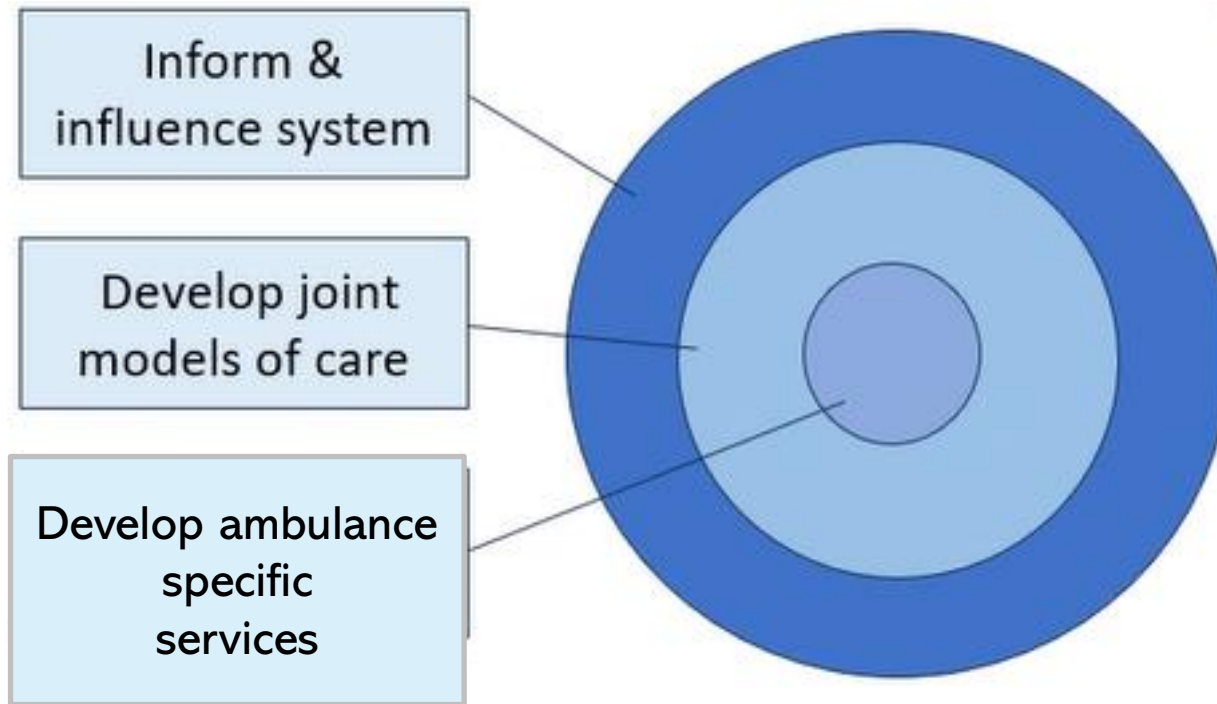 Inform &
influence system
Develop joint
models of care
Develop ambulance
specific
services